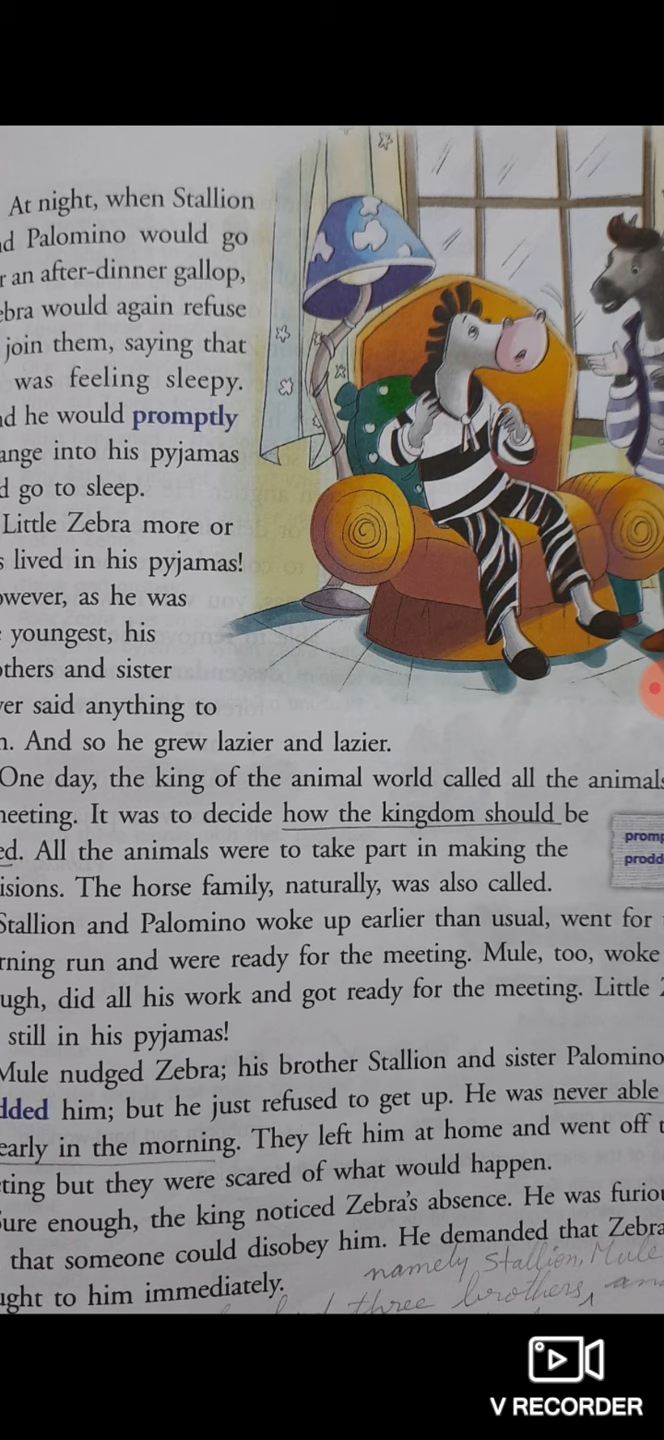 At night, when Stallion
d Palomino would go
r an after-dinner gallop,
ebra would again refuse
join them, saying that
was feeling sleepy.
d he would promptly
ange into his pyjamas
d go to sleep.
Little Zebra more or
s lived in his pyjamas!
owever, as he was
youngest, his
others and sister
ver said anything to
. And so he grew lazier and lazier.
One day, the king of the animal world called all the animals
meeting. It was to decide how the kingdom should be
ed. All the animals were to take part in making the
isions. The horse family, naturally, was also called.
Stallion and Palomino woke up earlier than usual, went for
rning run and were ready for the meeting. Mule, too, woke
ugh, did all his work and got ready for the meeting. Little
still in his pyjamas!
Mule nudged Zebra; his brother Stallion and sister Palomino
dded him; but he just refused to get up. He was never able
early in the morning. They left him at home and went off t
ting but they were scared of what would happen.
Sure enough, the king noticed Zebra's absence. He was furiou
that someone could disobey him. He demanded that Zebra
ught to him immediately.
promp
prodd
namely Stallion, Mule
three brothers, an
V RECORDER